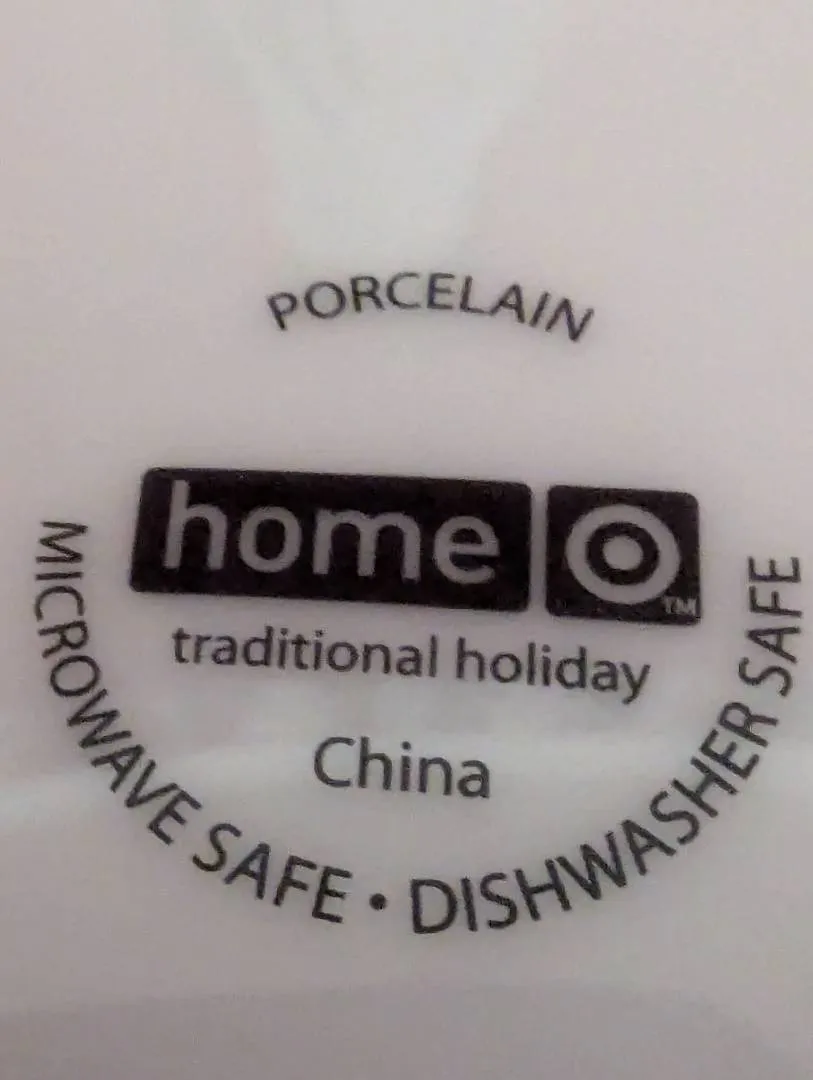 PORCELAIN
home TM
traditional holiday
China
MICROWAVE SAFE • DISHWASHER SAFE